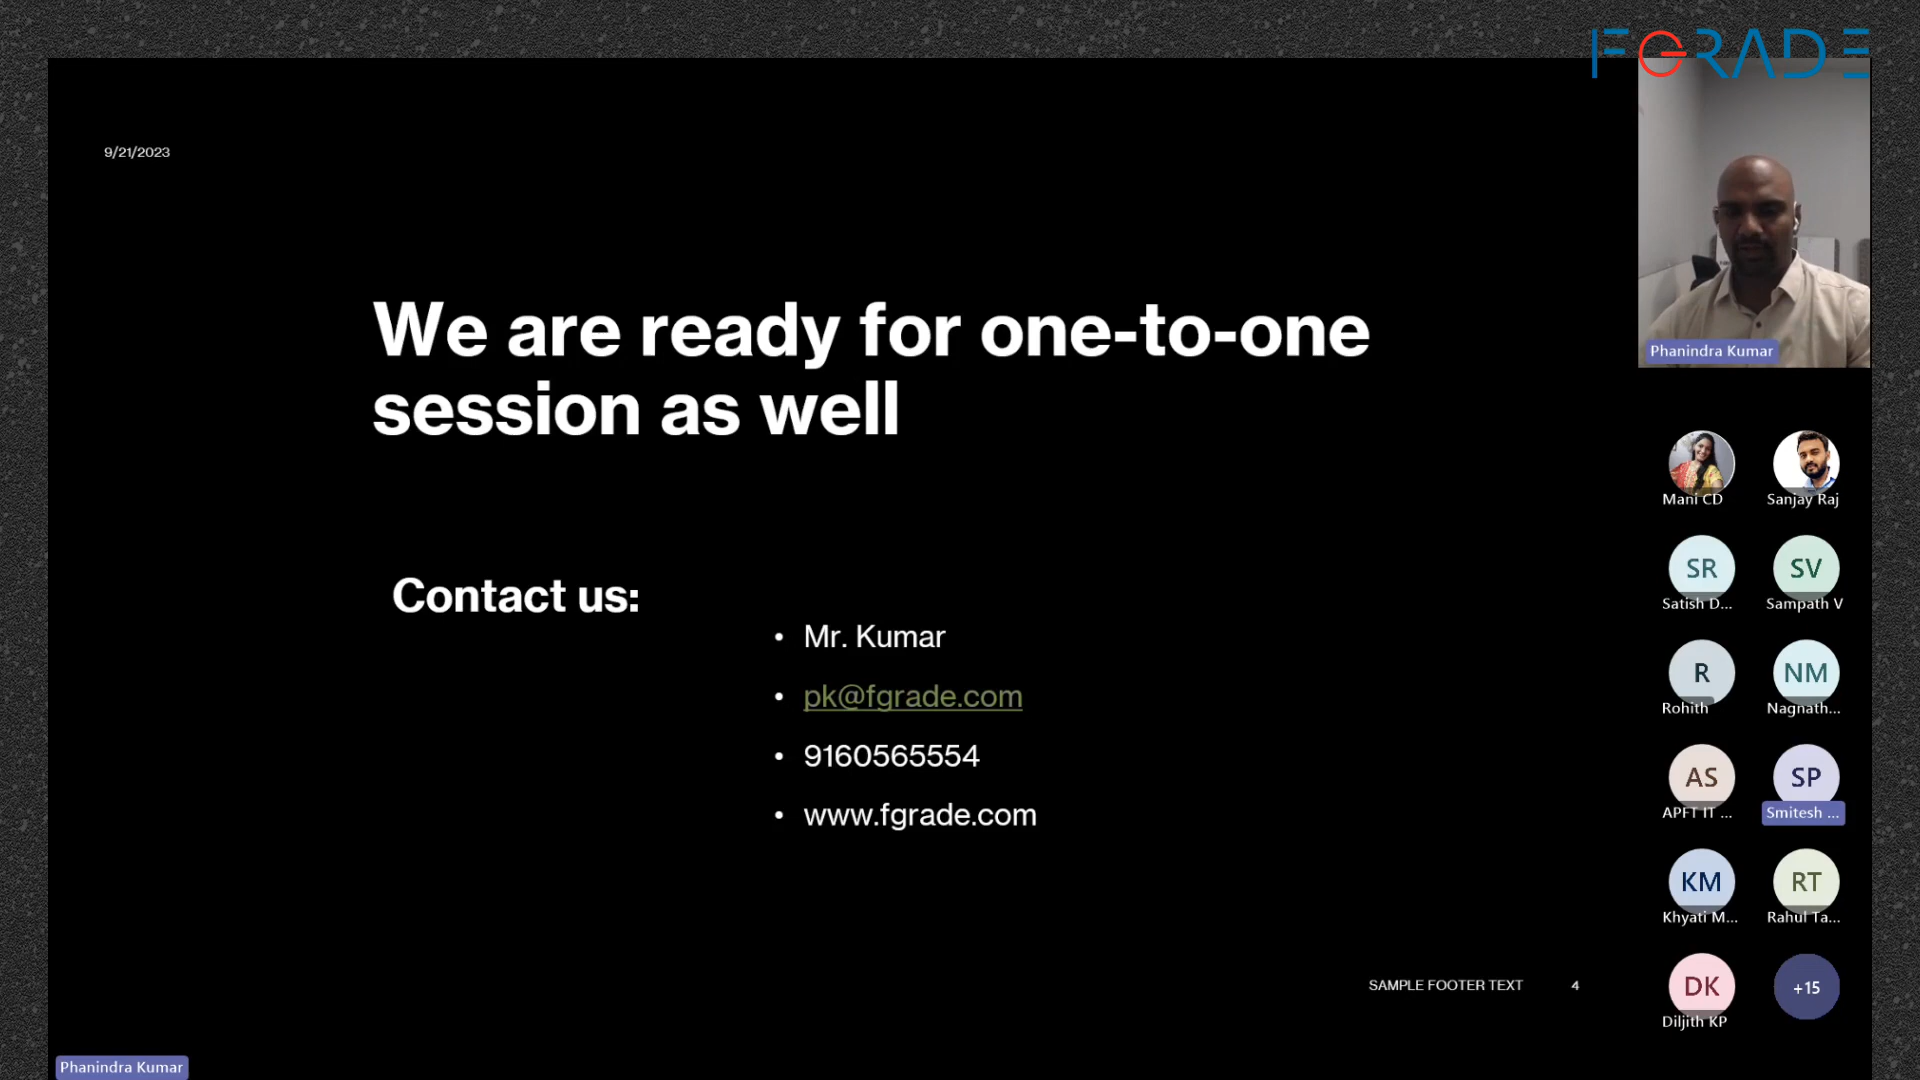 FGRADE
9/21/2023
We are ready for one-to-one
session as well
Contact us:
• Mr. Kumar
• pk@fgrade.com
• 9160565554
• www.fgrade.com
SAMPLE FOOTER TEXT 4
Phanindra Kumar
Phanindra Kumar
Mani CD
Sanjay Raj
SR
Satish D...
SV
Sampath V
R
Rohith
NM
Nagnath...
AS
APFT IT ...
SP
Smitesh ...
KM
Khyati M...
RT
Rahul Ta...
DK
Diljith KP
+15